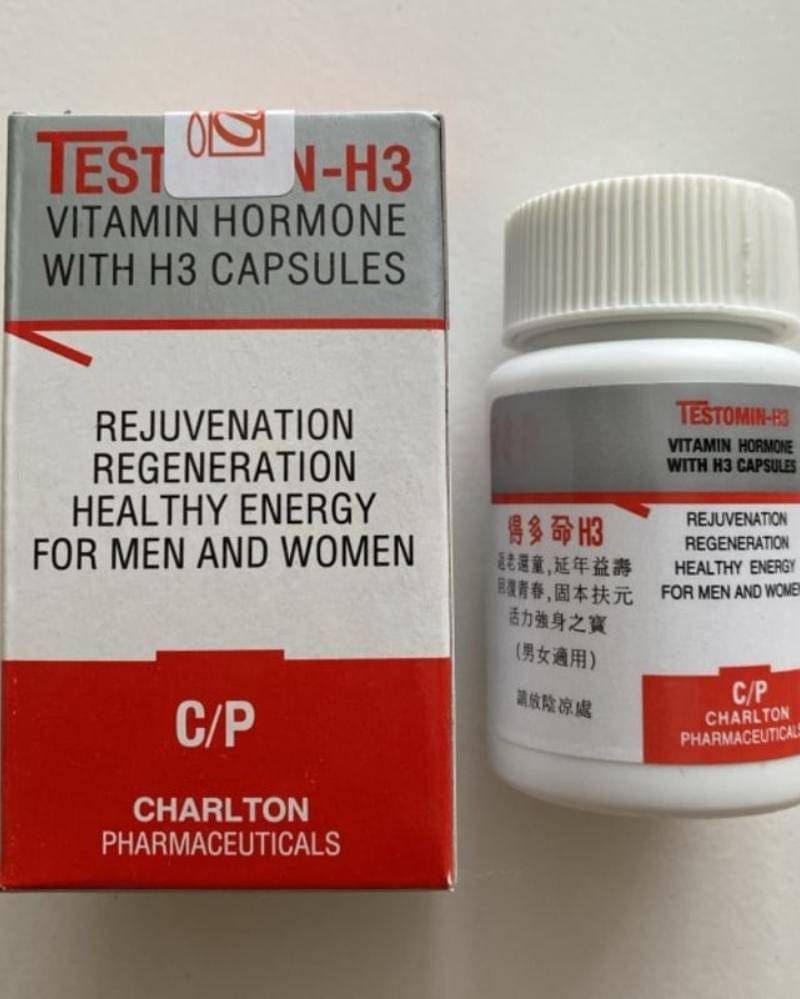 TEST N-H3
VITAMIN HORMONE
WITH H3 CAPSULES
REJUVENATION
REGENERATION
HEALTHY ENERGY
FOR MEN AND WOMEN
C/P
CHARLTON
PHARMACEUTICALS
得多命 H3
返老還童,延年益壽
回復青春,固本扶元
活力強身之寶
(男女適用)
請放陰凉處
TESTOMIN-H3
VITAMIN HORMONE
WITH H3 CAPSULES
REJUVENATION
REGENERATION
HEALTHY ENERGY
FOR MEN AND WOMEN
C/P
CHARLTON
PHARMACEUTICALS